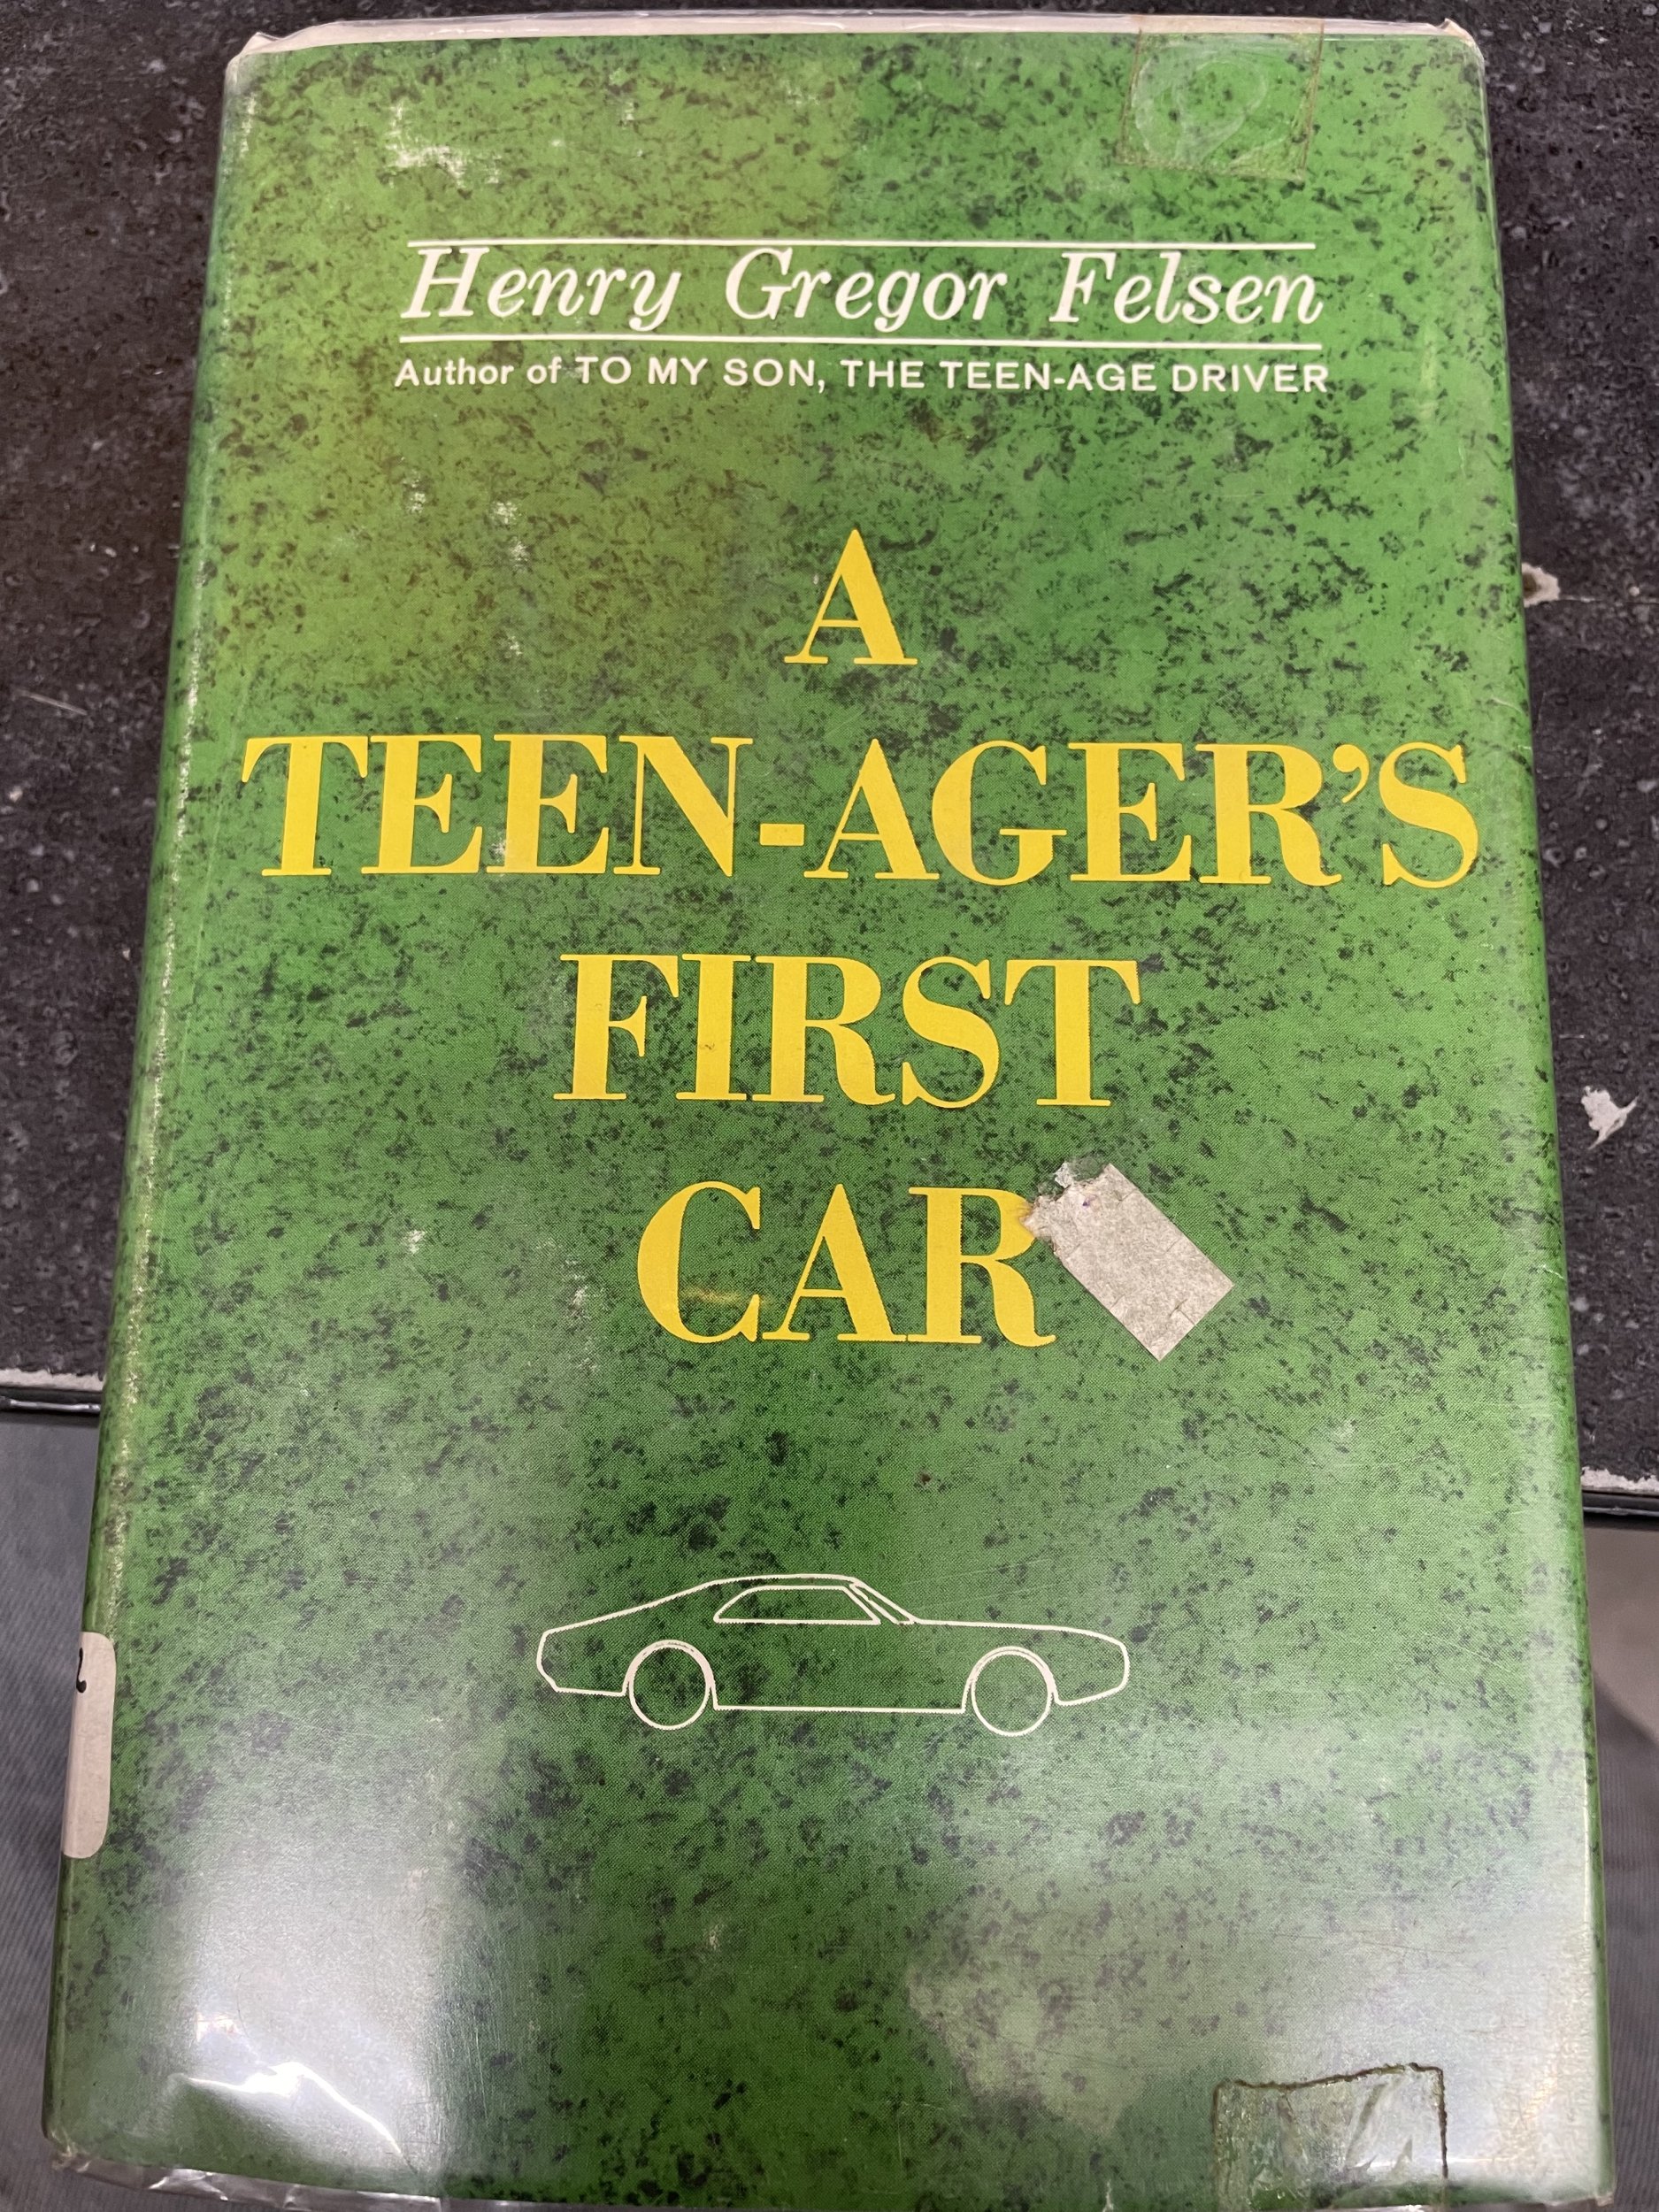 Henry Gregor Felsen
Author of TO MY SON, THE TEEN-AGE DRIVER
A
TEEN-AGER'S
FIRST
CAR